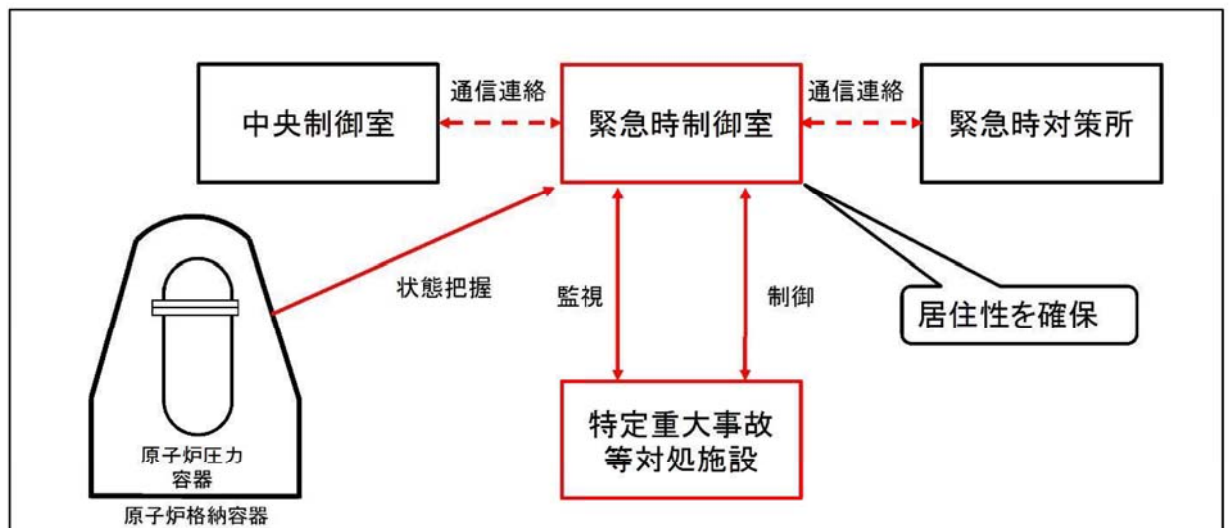 通信連絡
通信連絡
中央制御室
緊急時制御室
緊急時対策所
状態把握
監視
制御
居住性を確保
特定重大事故
等対処施設
原子炉圧力
容器
原子炉格納容器